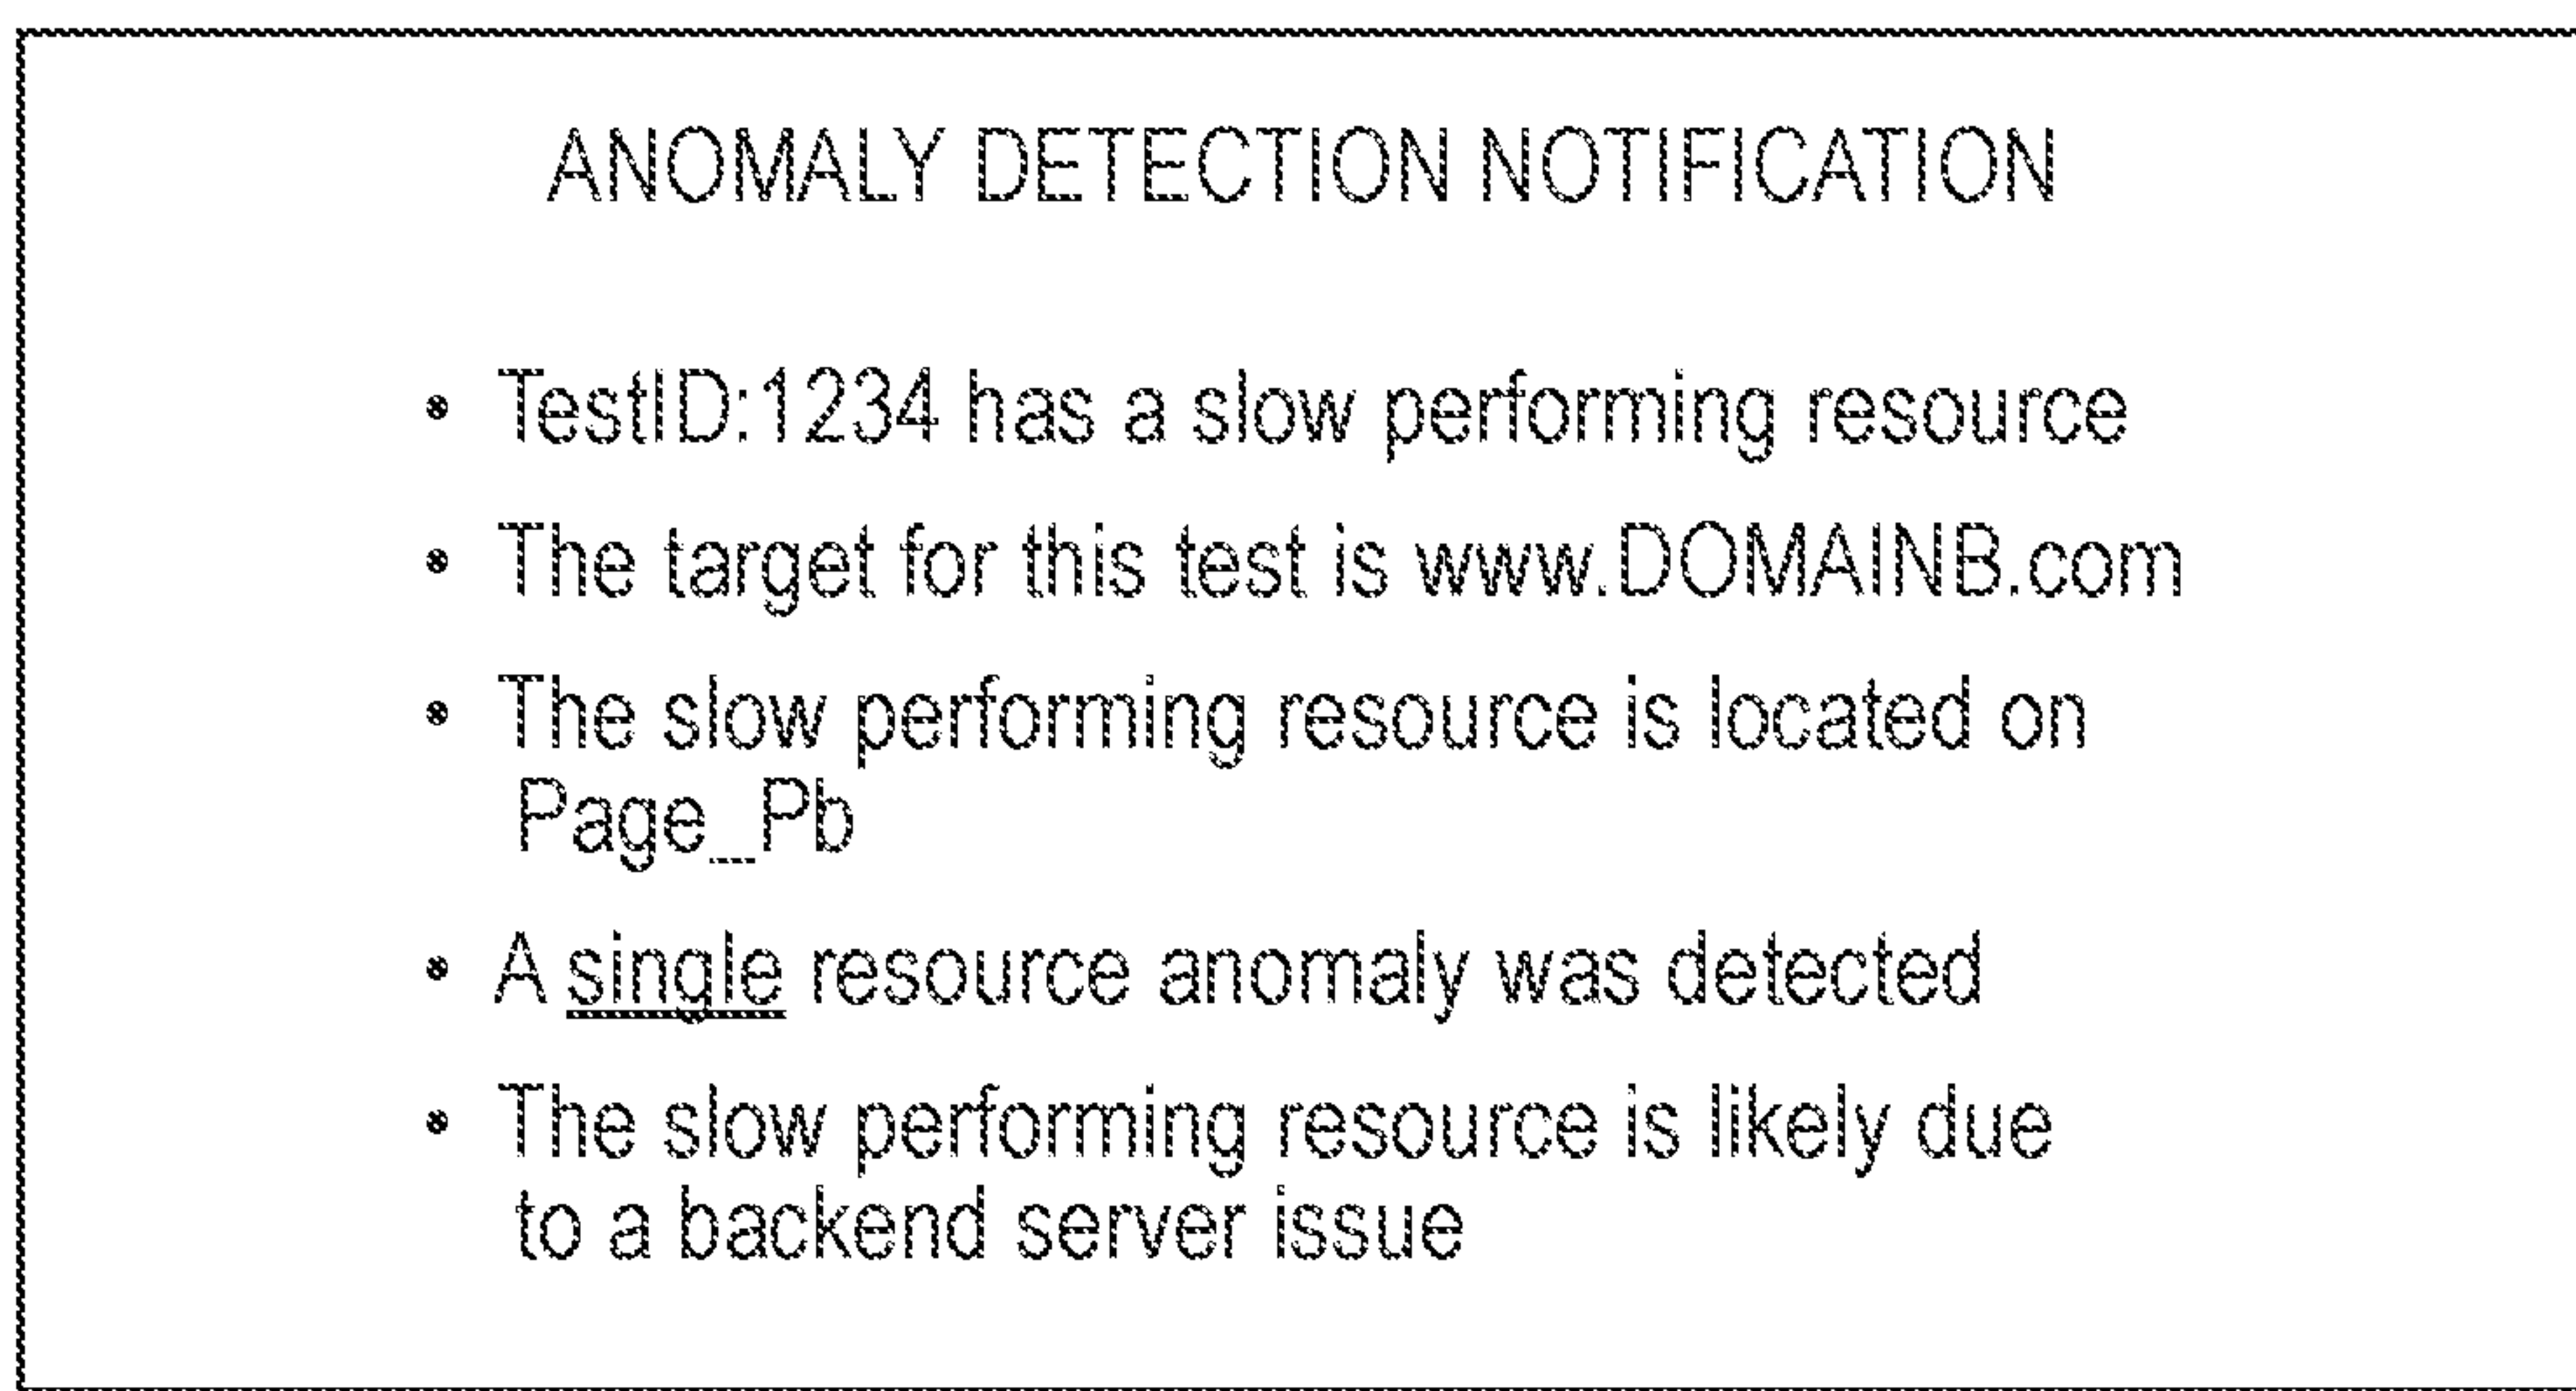 ANOMALY DETECTION NOTIFICATION
• TestID:1234 has a slow performing resource
• The target for this test is www.DOMAINB.com
• The slow performing resource is located on
Page_Pb
• A single resource anomaly was detected
• The slow performing resource is likely due
to a backend server issue